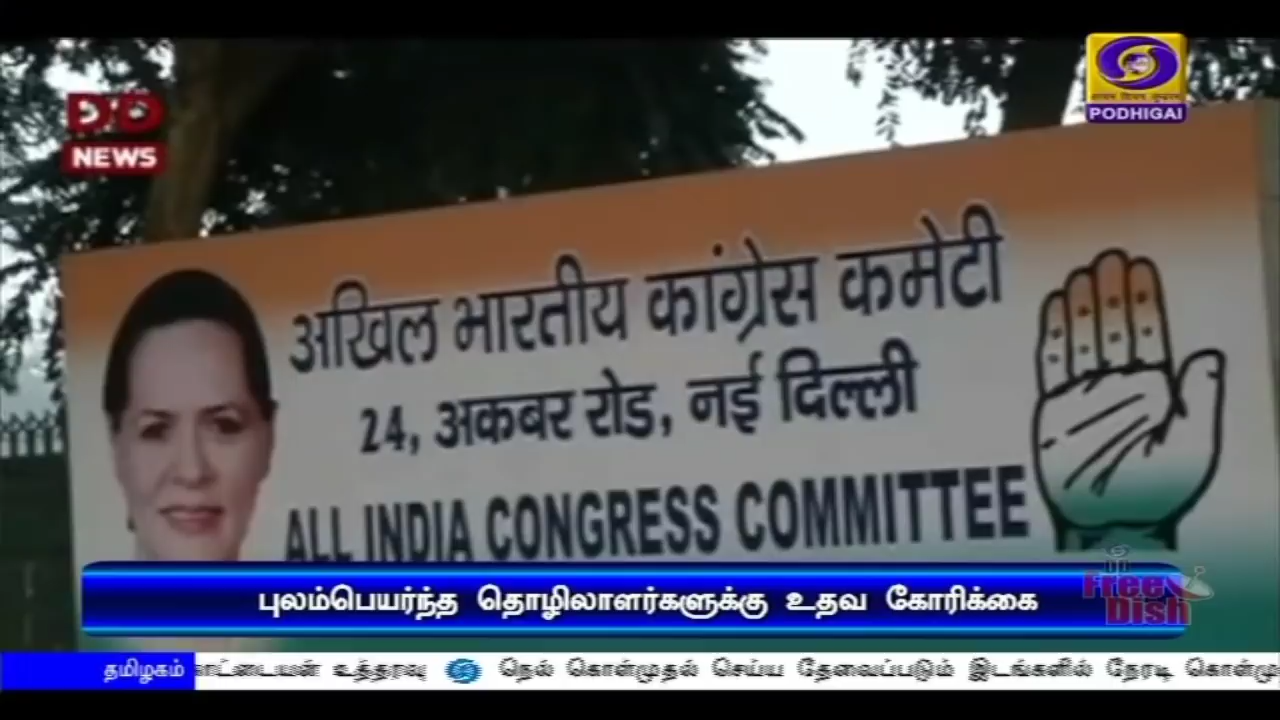 DD
NEWS
PODHIGAI
अखिल भारतीय कांग्रेस कमेटी
24, अकबर रोड, नई दिल्ली
ALL INDIA CONGRESS COMMITTEE
புலம்பெயர்ந்த தொழிலாளர்களுக்கு உதவ கோரிக்கை
Free
Dish
தமிழகம்
உத்தரவு நெல் கொள்முதல் செய்ய தேவைப்படும் இடங்களில் நேரடி